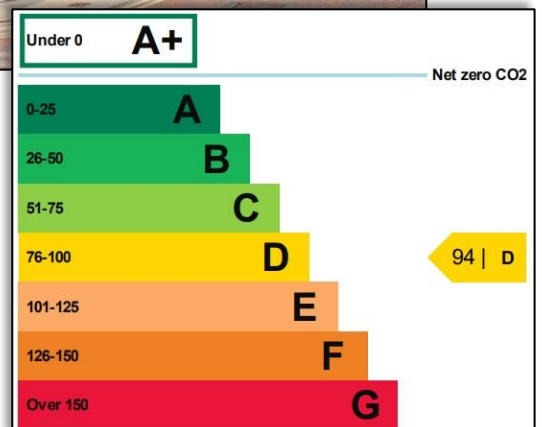 Under 0 A+
Net zero CO2
0-25 A
26-50 B
51-75 C
76-100 D 94 | D
101-125 E
126-150 F
Over 150 G